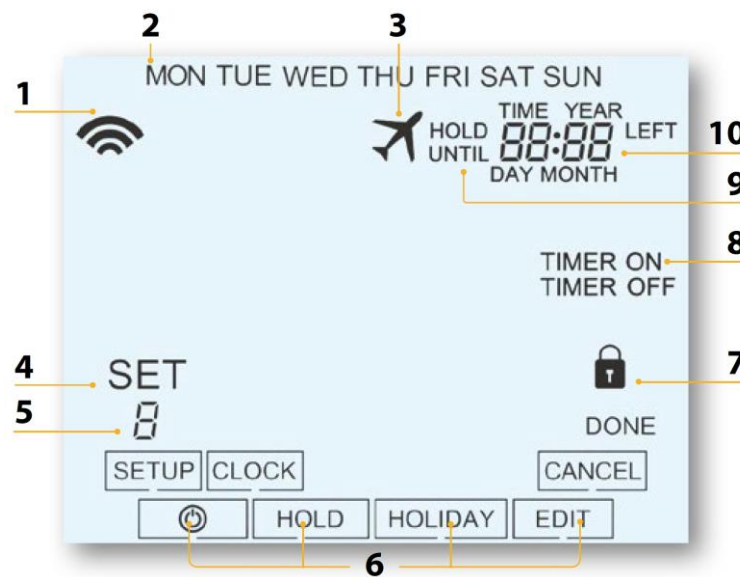 2
3
MON TUE WED THU FRI SAT SUN
1
TIME YEAR
HOLD 88:88 LEFT
10
UNTIL
DAY MONTH
9
8
TIMER ON
TIMER OFF
4
SET
7
5
8
DONE
SETUP CLOCK CANCEL
HOLD HOLIDAY EDIT
6